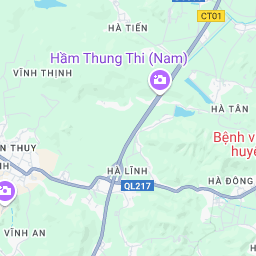 CT01
HÀ TIẾN
Hầm Thung Thi (Nam)
VĨNH THỊNH
HÀ TÂN
Bệnh v
huyệ
N THUY
HÀ LĨNH
QL217
HÀ ĐÔNG
VĨNH AN